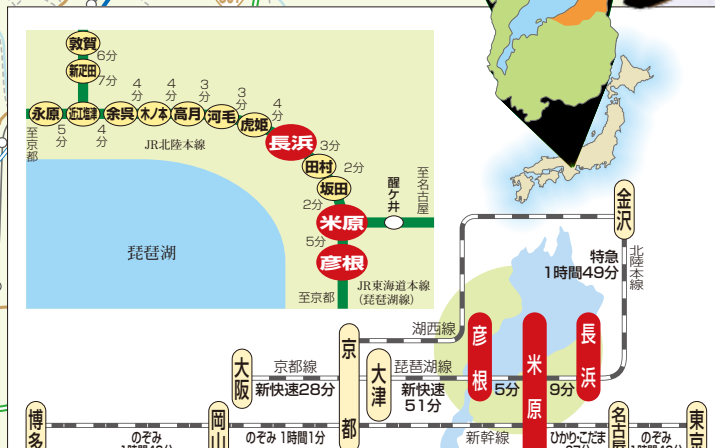 敦賀
6分
新疋田
7分
永原
近江塩津
余呉
木ノ本
高月
河毛
虎姫
長浜
田村
坂田
米原
彦根
5分
4分
4分
4分
3分
3分
4分
3分
2分
2分
5分
至京都
JR北陸本線
醒ケ井
至名古屋
琵琶湖
至京都
JR東海道本線
(琵琶湖線)
金沢
特急
1時間49分
北陸本線
湖西線
大阪
京都線
新快速28分
京都
大津
琵琶湖線
新快速
51分
彦根
5分
米原
9分
長浜
博多
のぞみ
岡山
のぞみ 1時間1分
新幹線
ひかり・こだま
名古屋
のぞみ
東京